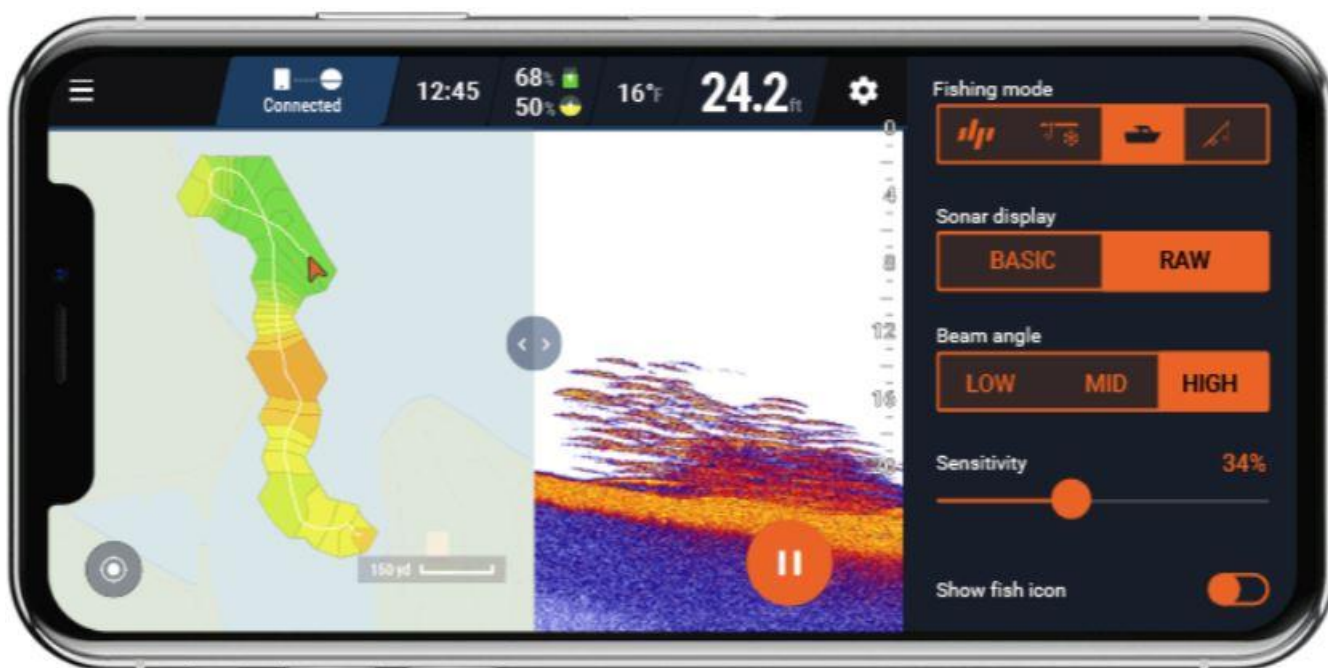 Connected
12:45
68%
50%
16°F
24.2ft
Fishing mode
Sonar display
BASIC RAW
Beam angle
LOW MID HIGH
Sensitivity 34%
Show fish icon
0
4
8
12
16
150 yd